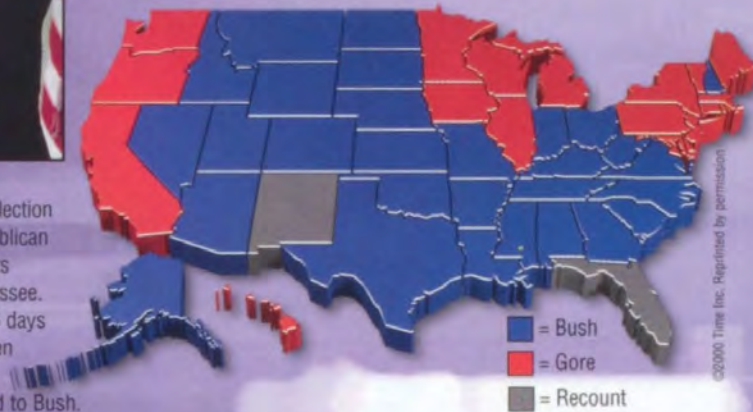 lection
blican
s
ssee.
days
en
d to Bush.
= Bush
= Gore
= Recount
©2000 Time Inc. Reprinted by permission